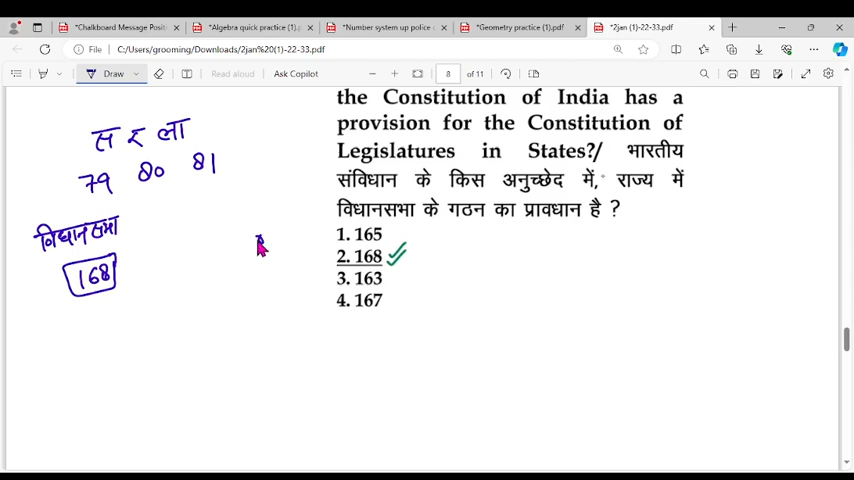 *Chalkboard Message Positi
*Algebra quick practice (1).p
*Number system up police c
*Geometry practice (1).pdf
*2jan (1)-22-33.pdf
File
C:/Users/grooming/Downloads/2jan%20(1)-22-33.pdf
Draw
Read aloud
Ask Copilot
8
of 11
the Constitution of India has a
provision for the Constitution of
Legislatures in States?/ भारतीय
संविधान के किस अनुच्छेद में, राज्य में
विधानसभा के गठन का प्रावधान है ?
1. 165
2. 168
3. 163
4. 167
स र ला
79 80 81
विधानसभा
168